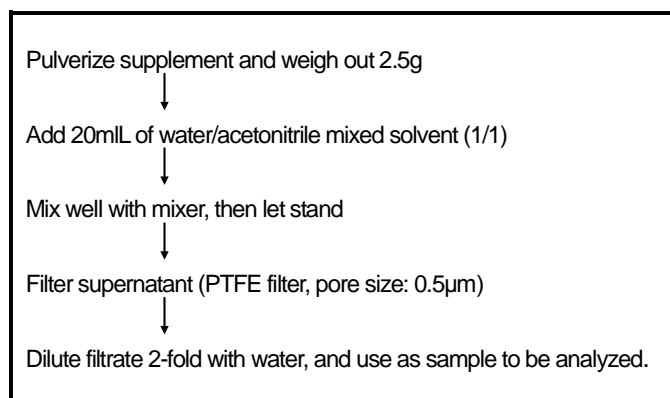 Pulverize supplement and weigh out 2.5g
Add 20mlL of water/acetonitrile mixed solvent (1/1)
Mix well with mixer, then let stand
Filter supernatant (PTFE filter, pore size: 0.5μm)
Dilute filtrate 2-fold with water, and use as sample to be analyzed.